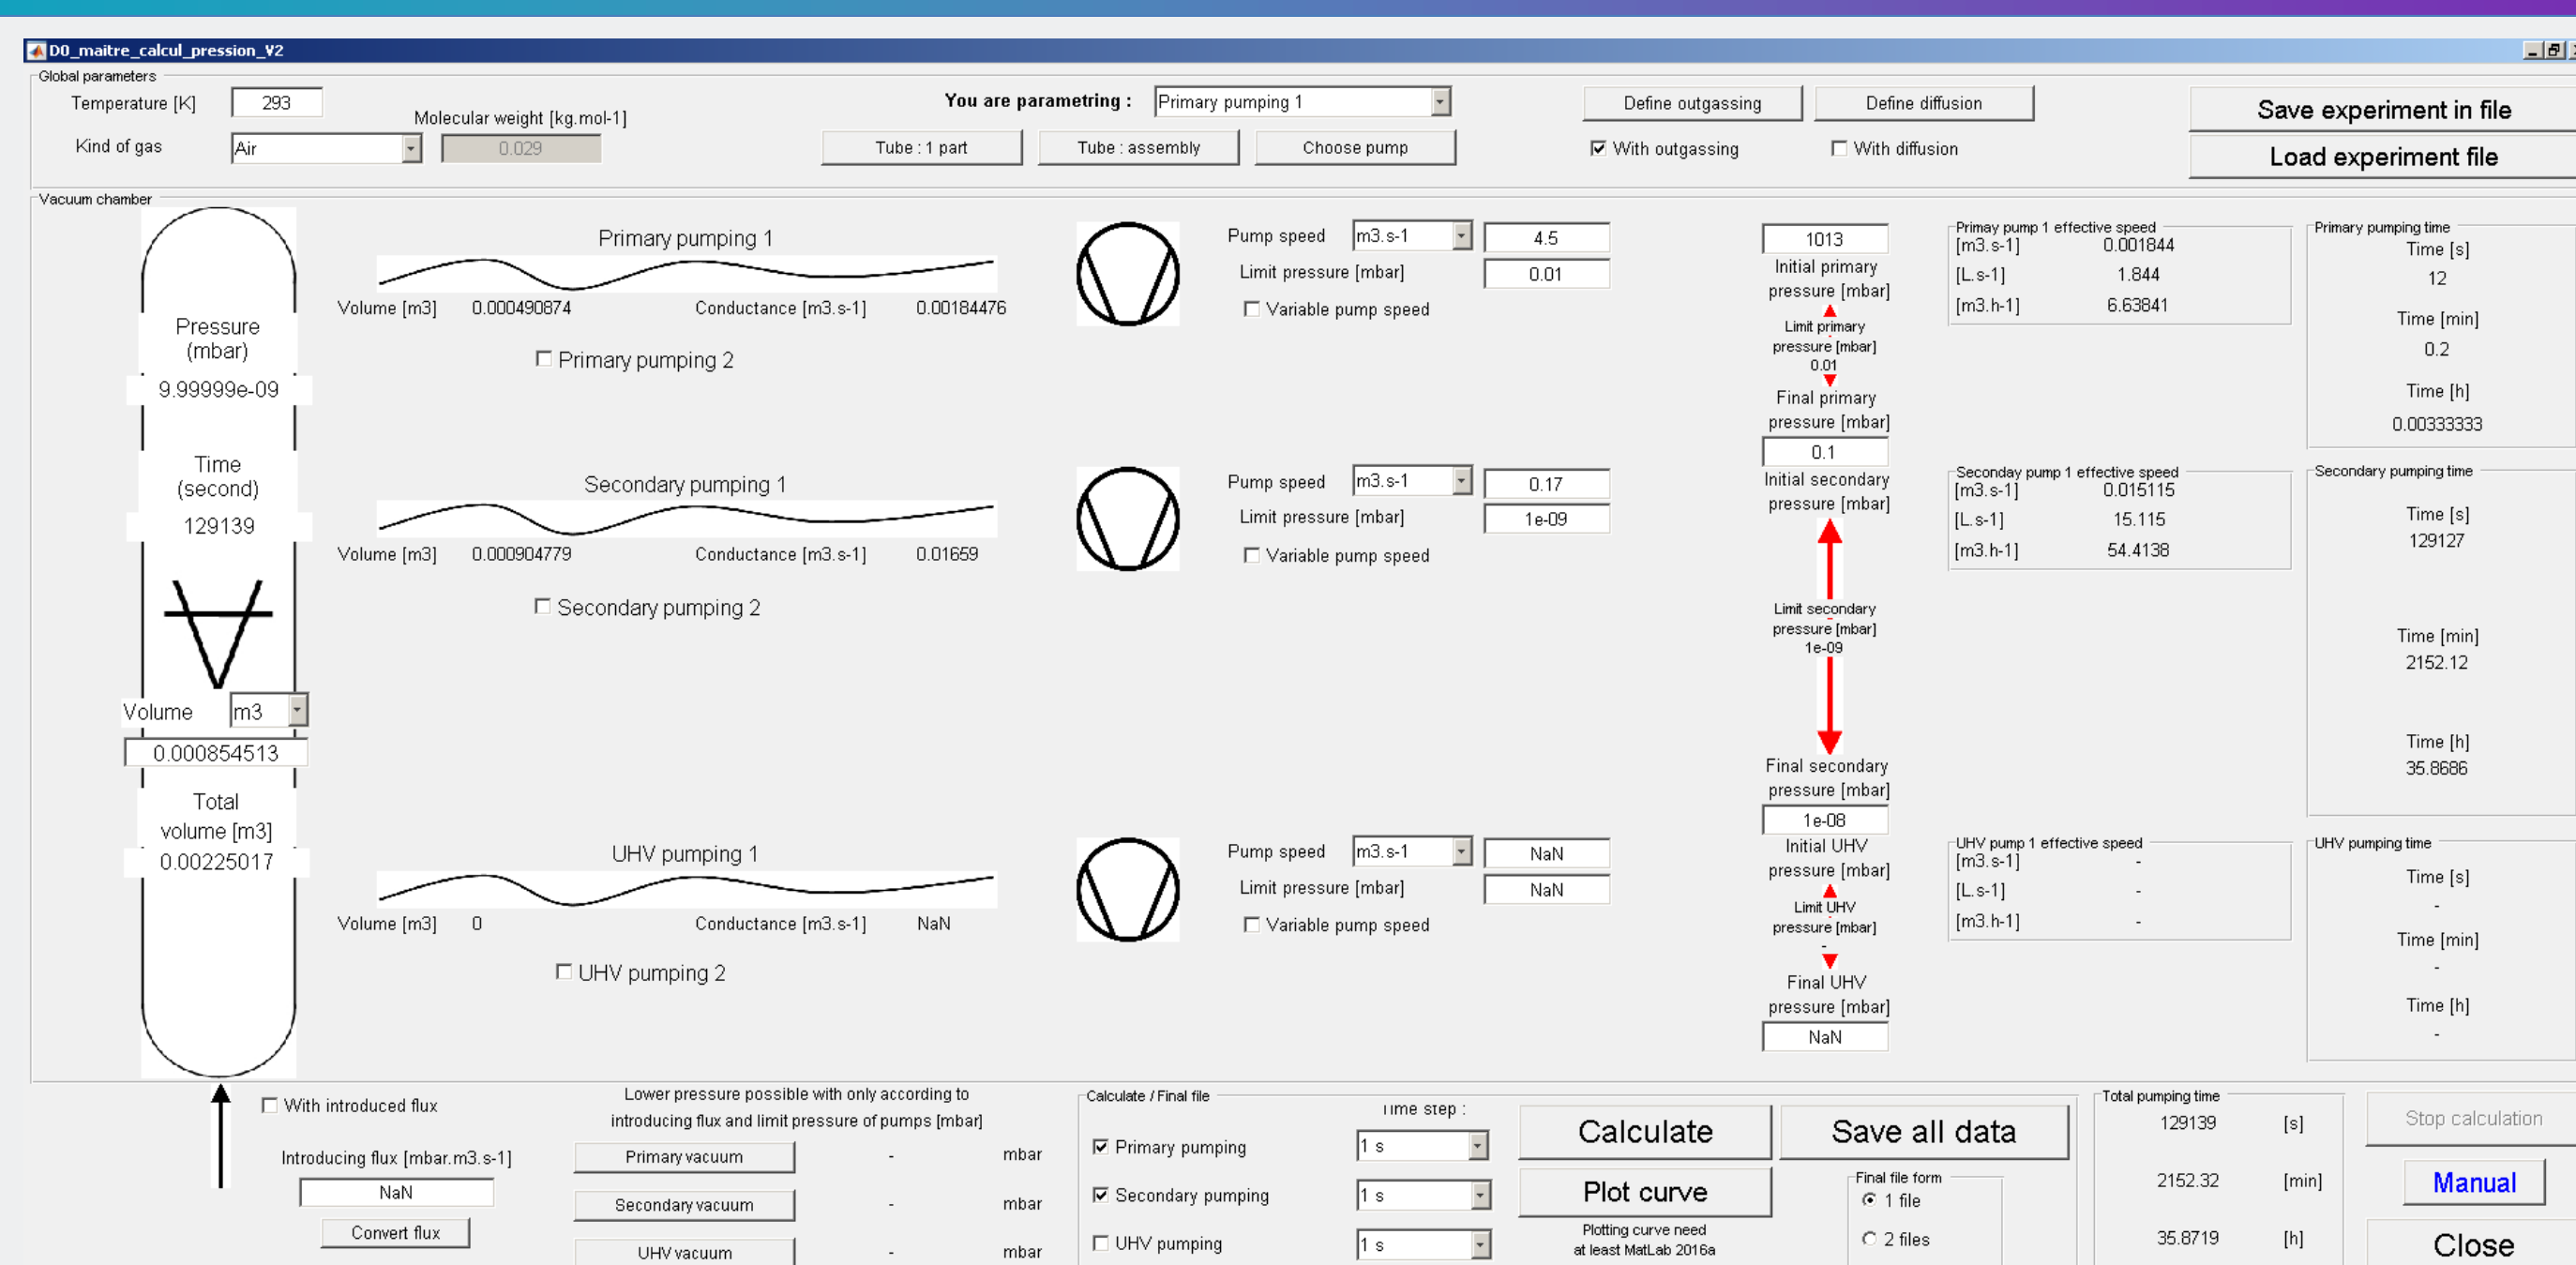 D0_maitre_calcul_pression_V2
Global parameters
Temperature [K] 293
Molecular weight [kg.mol-1]
Kind of gas Air 0.029
You are parametring : Primary pumping 1
Tube : 1 part Tube : assembly Choose pump
Define outgassing Define diffusion
With outgassing With diffusion
Save experiment in file
Load experiment file
Vacuum chamber
Pressure
(mbar)
9.99999e-09
Time
(second)
129139
Volume m3
0.000854513
Total
volume [m3]
0.00225017
Primary pumping 1
Volume [m3] 0.000490874 Conductance [m3.s-1] 0.00184476
Primary pumping 2
Pump speed m3.s-1 4.5
Limit pressure [mbar] 0.01
Variable pump speed
Secondary pumping 1
Volume [m3] 0.000904779 Conductance [m3.s-1] 0.01659
Secondary pumping 2
Pump speed m3.s-1 0.17
Limit pressure [mbar] 1e-09
Variable pump speed
UHV pumping 1
Volume [m3] 0 Conductance [m3.s-1] NaN
UHV pumping 2
Pump speed m3.s-1 NaN
Limit pressure [mbar] NaN
Variable pump speed
1013
Initial primary
pressure [mbar]
Limit primary
pressure [mbar]
0.01
Final primary
pressure [mbar]
0.1
Initial secondary
pressure [mbar]
Limit secondary
pressure [mbar]
1e-09
Final secondary
pressure [mbar]
1e-08
Initial UHV
pressure [mbar]
Limit UHV
pressure [mbar]
-
Final UHV
pressure [mbar]
NaN
Primay pump 1 effective speed
[m3.s-1] 0.001844
[L.s-1] 1.844
[m3.h-1] 6.63841
Seconday pump 1 effective speed
[m3.s-1] 0.015115
[L.s-1] 15.115
[m3.h-1] 54.4138
UHV pump 1 effective speed
[m3.s-1] -
[L.s-1] -
[m3.h-1] -
Primary pumping time
Time [s]
12
Time [min]
0.2
Time [h]
0.00333333
Secondary pumping time
Time [s]
129127
Time [min]
2152.12
Time [h]
35.8686
UHV pumping time
Time [s]
-
Time [min]
-
Time [h]
-
With introduced flux
Introducing flux [mbar.m3.s-1]
NaN
Convert flux
Lower pressure possible with only according to
introducing flux and limit pressure of pumps [mbar]
Primary vacuum - mbar
Secondary vacuum - mbar
UHV vacuum - mbar
Calculate / Final file
Time step :
Primary pumping 1 s
Secondary pumping 1 s
UHV pumping 1 s
Calculate
Plot curve
Plotting curve need
at least MatLab 2016a
Save all data
Final file form
1 file
2 files
Total pumping time
129139 [s]
2152.32 [min]
35.8719 [h]
Stop calculation
Manual
Close